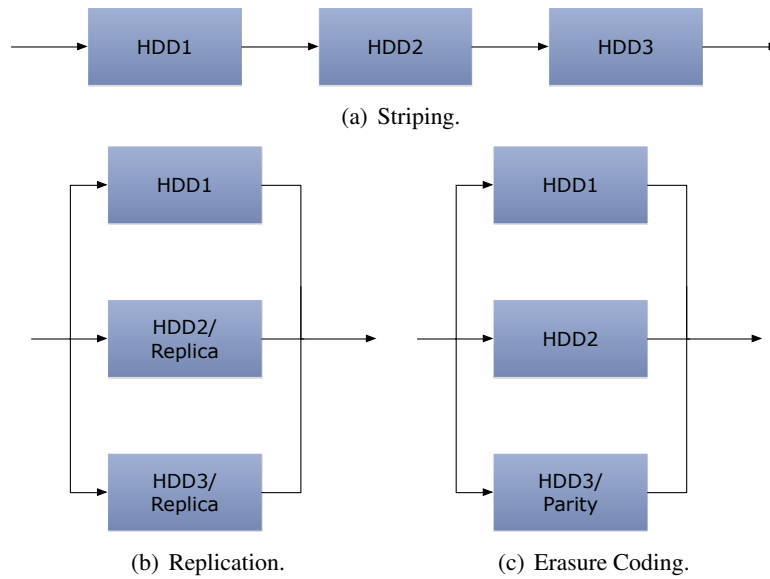 HDD1
HDD2
HDD3
(a) Striping.
HDD1
HDD2/
Replica
HDD3/
Replica
(b) Replication.
HDD1
HDD2
HDD3/
Parity
(c) Erasure Coding.